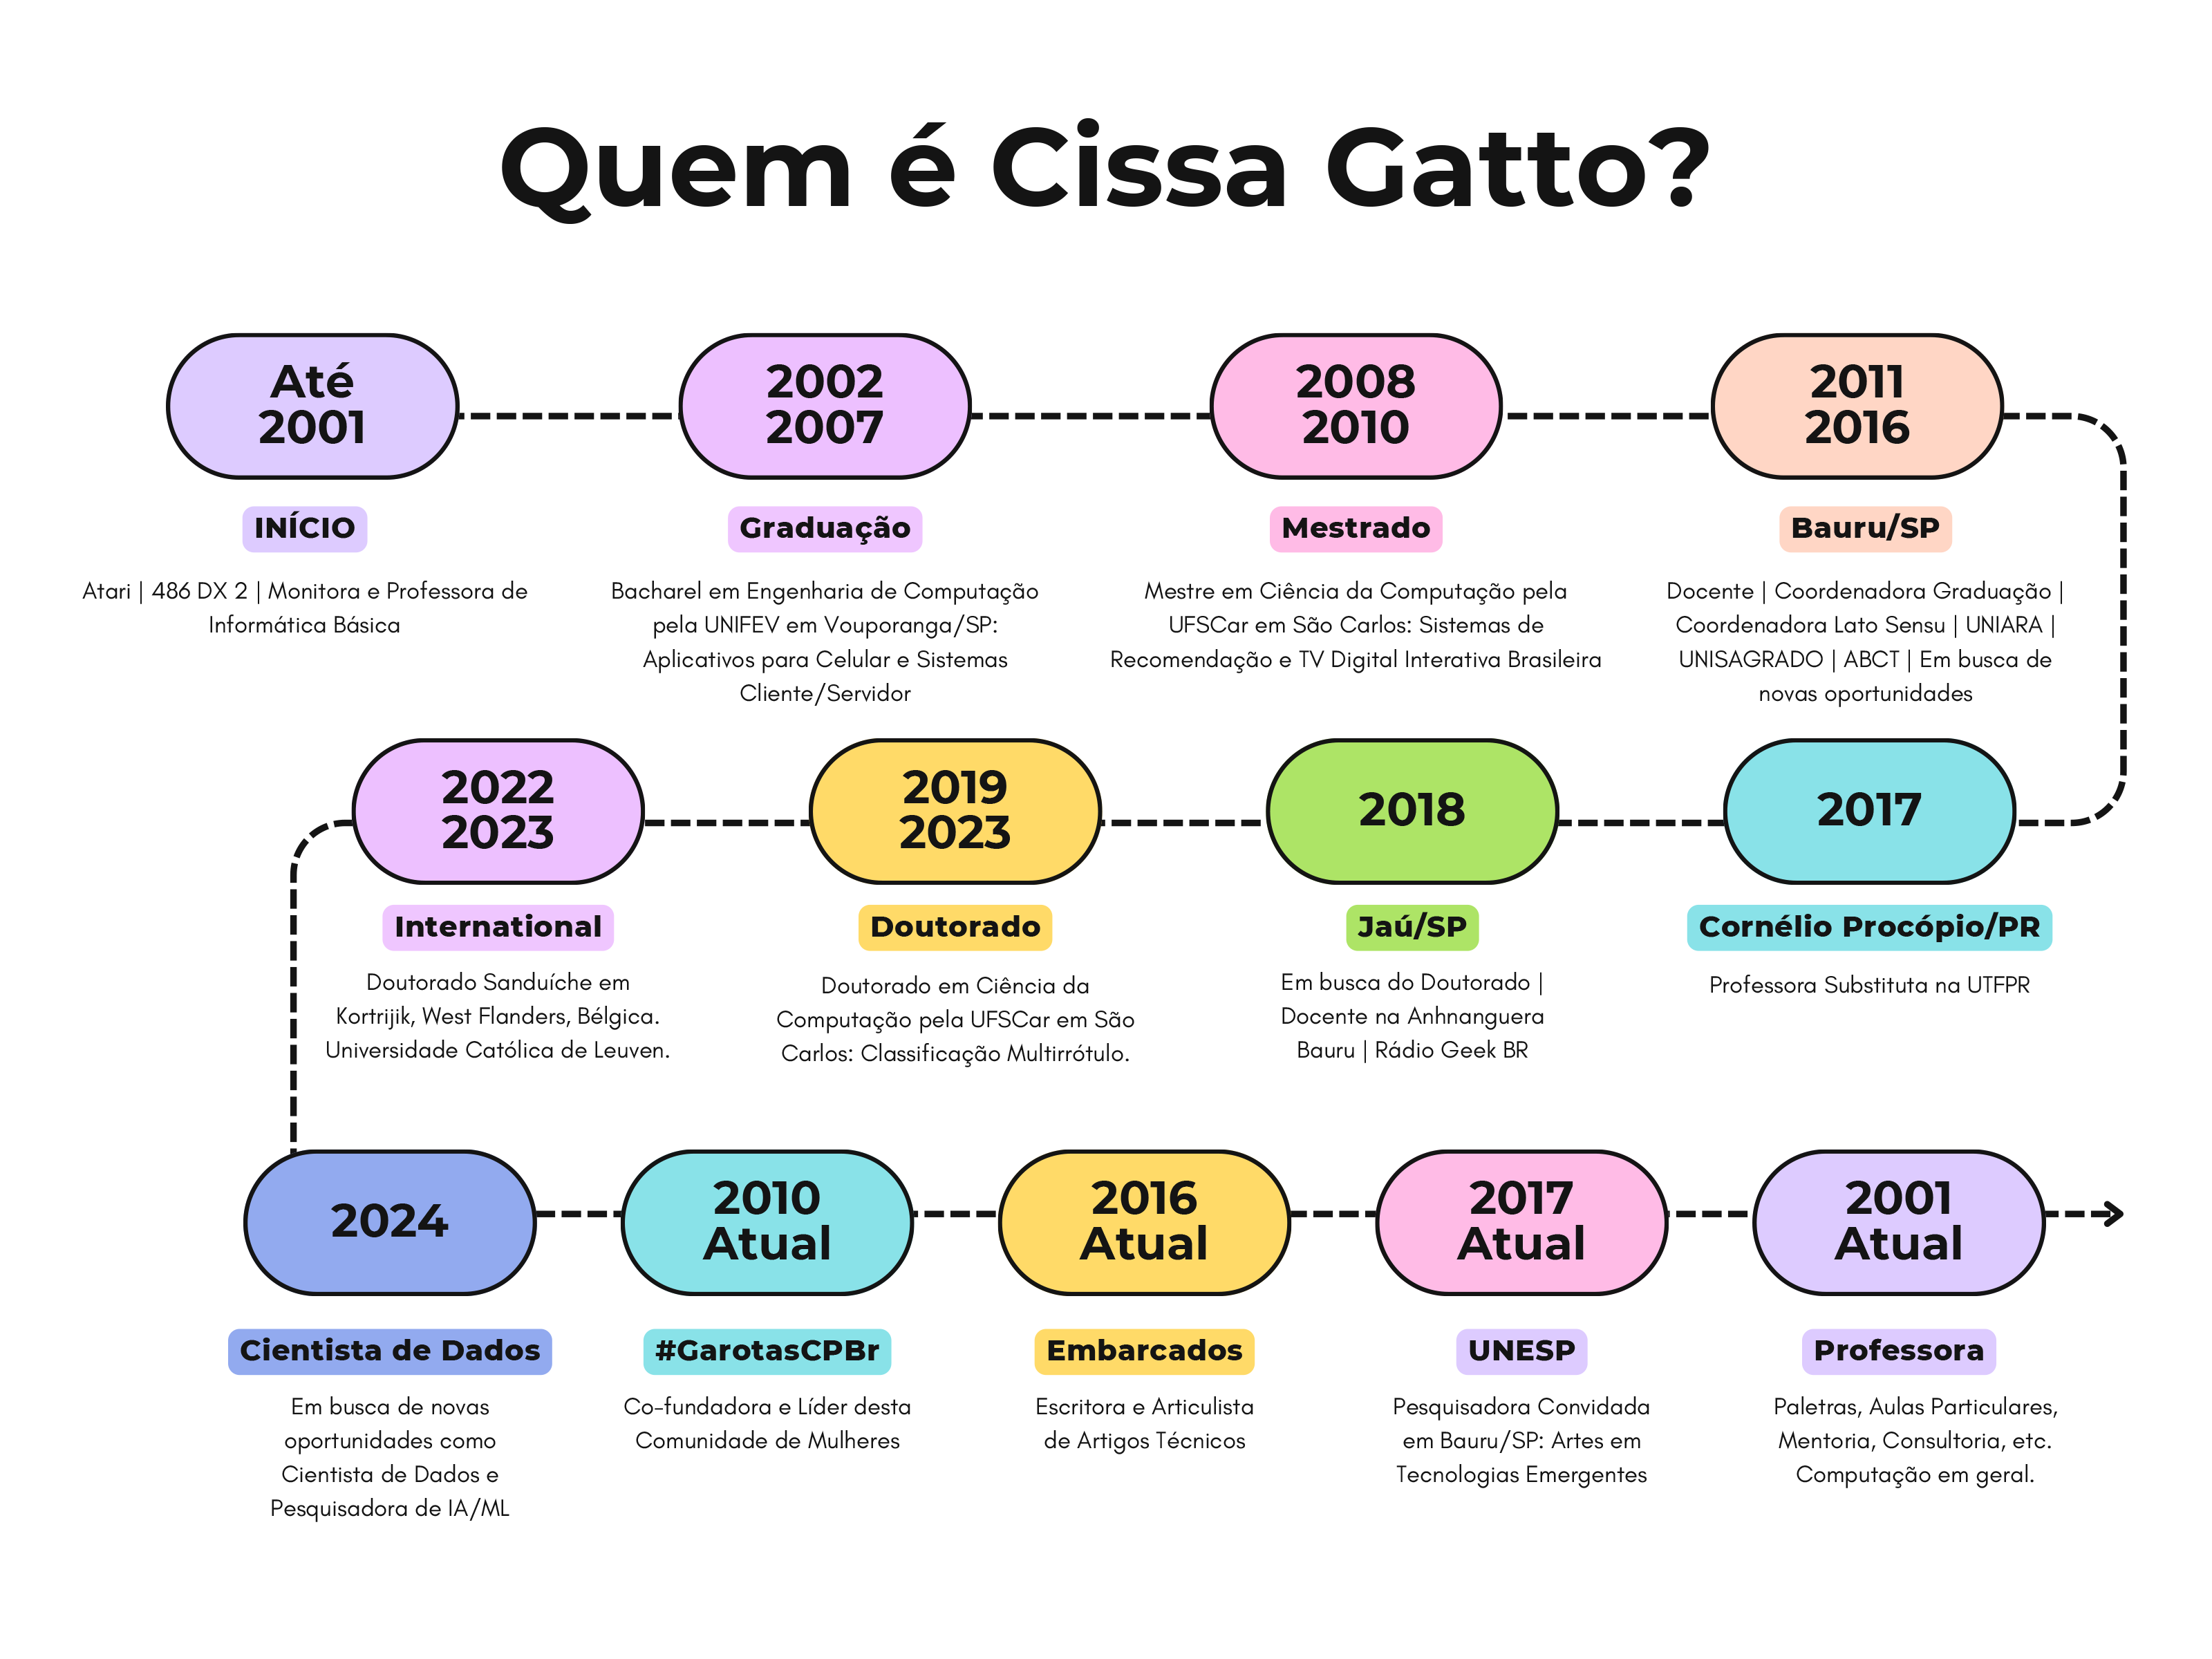 Quem é Cissa Gatto?
Até
2001
INÍCIO
Atari | 486 DX 2 | Monitora e Professora de
Informática Básica
2002
2007
Graduação
Bacharel em Engenharia de Computação
pela UNIFEV em Vouporanga/SP:
Aplicativos para Celular e Sistemas
Cliente/Servidor
2008
2010
Mestrado
Mestre em Ciência da Computação pela
UFSCar em São Carlos: Sistemas de
Recomendação e TV Digital Interativa Brasileira
2011
2016
Bauru/SP
Docente | Coordenadora Graduação |
Coordenadora Lato Sensu | UNIARA |
UNISAGRADO | ABCT | Em busca de
novas oportunidades
2017
Cornélio Procópio/PR
Professora Substituta na UTFPR
2018
Jaú/SP
Em busca do Doutorado |
Docente na Anhnanguera
Bauru | Rádio Geek BR
2019
2023
Doutorado
Doutorado em Ciência da
Computação pela UFSCar em São
Carlos: Classificação Multirrótulo.
2022
2023
International
Doutorado Sanduíche em
Kortrijik, West Flanders, Bélgica.
Universidade Católica de Leuven.
2024
Cientista de Dados
Em busca de novas
oportunidades como
Cientista de Dados e
Pesquisadora de IA/ML
2010
Atual
#GarotasCPBr
Co-fundadora e Líder desta
Comunidade de Mulheres
2016
Atual
Embarcados
Escritora e Articulista
de Artigos Técnicos
2017
Atual
UNESP
Pesquisadora Convidada
em Bauru/SP: Artes em
Tecnologias Emergentes
2001
Atual
Professora
Paletras, Aulas Particulares,
Mentoria, Consultoria, etc.
Computação em geral.